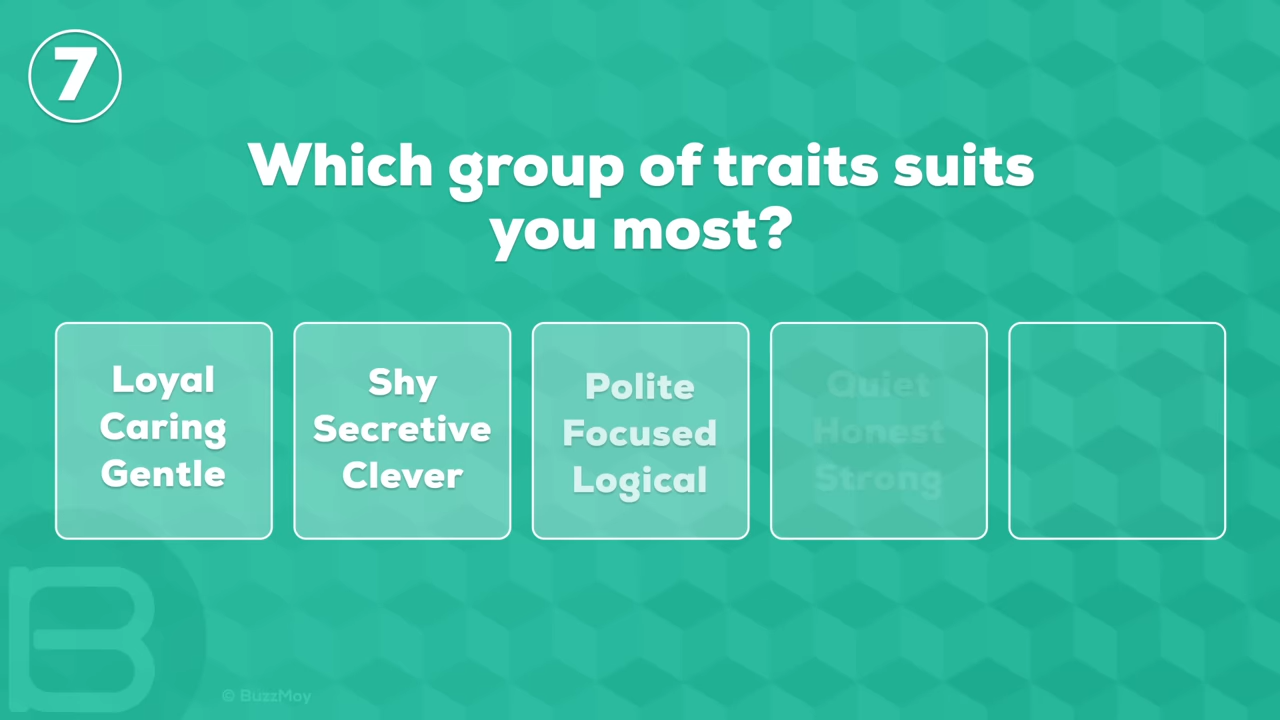 7
Which group of traits suits
you most?
Loyal
Caring
Gentle
Shy
Secretive
Clever
Polite
Focused
Logical
Quiet
Honest
Strong
B
© BuzzMoy